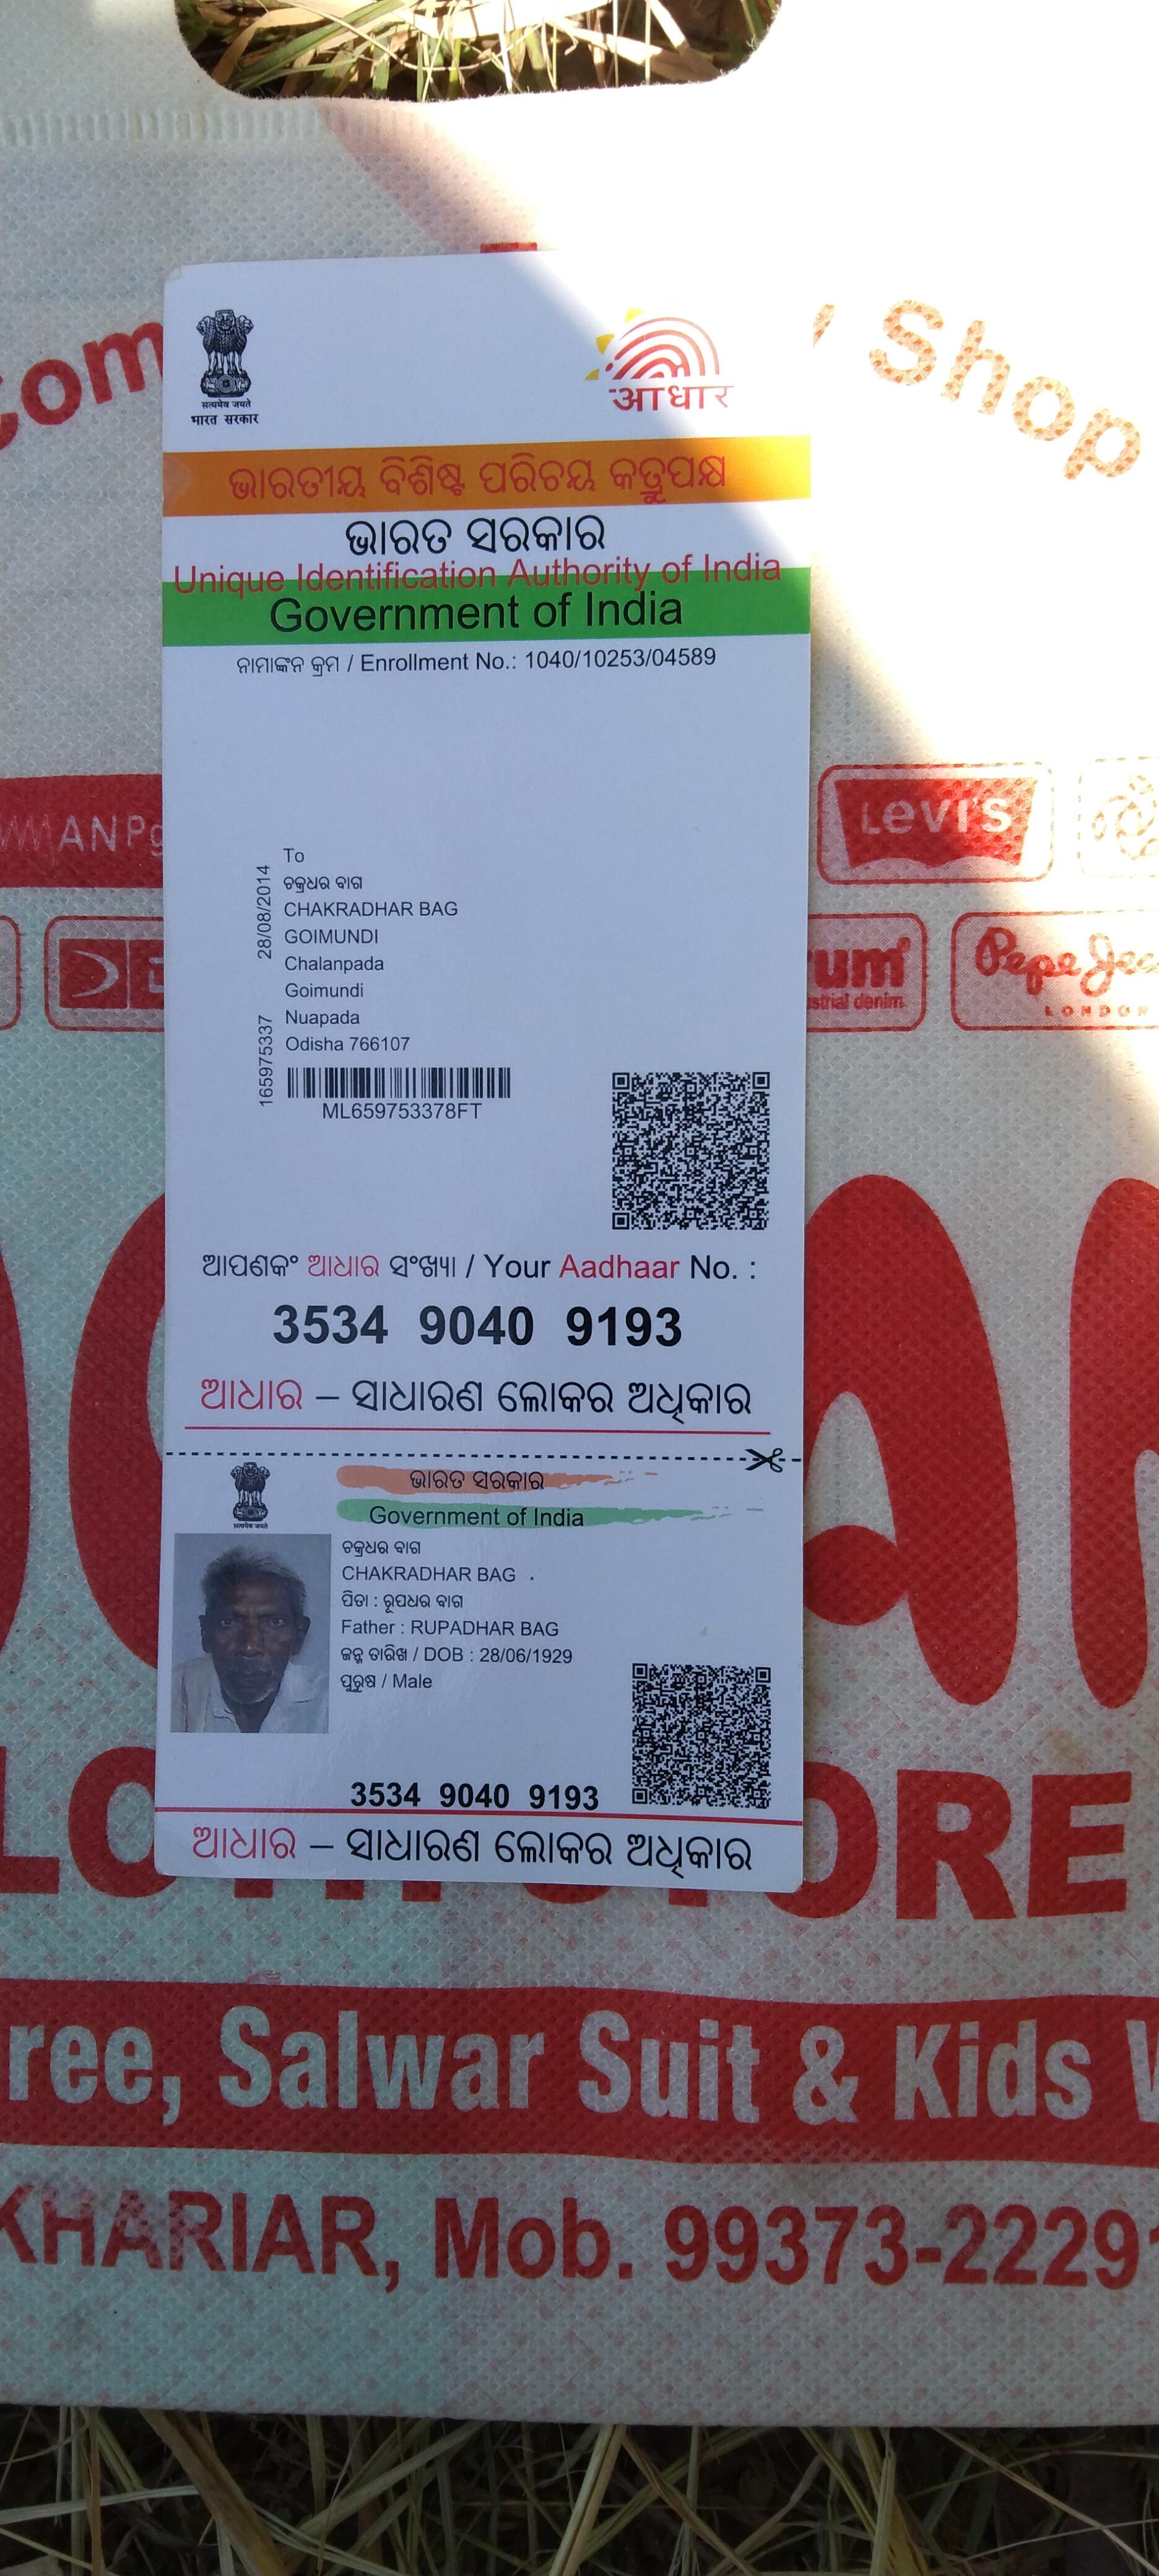 Shop
सत्यमेव जयते
भारत सरकार
आधार
ଭାରତୀୟ ବିଶିଷ୍ଟ ପରିଚୟ କର୍ତ୍ତୃପକ୍ଷ
ଭାରତ ସରକାର
Unique Identification Authority of India
Government of India
ନାମାଙ୍କନ କ୍ରମ / Enrollment No.: 1040/10253/04589
LEVI'S
Pepe
LONDON
28/08/2014
165975337
To
ଚକ୍ରଧର ବାଗ
CHAKRADHAR BAG
GOIMUNDI
Chalanpada
Goimundi
Nuapada
Odisha 766107
ML659753378FT
ଆପଣକଂ ଆଧାର ସଂଖ୍ୟା / Your Aadhaar No. :
3534 9040 9193
ଆଧାର – ସାଧାରଣ ଲୋକର ଅଧିକାର
ଭାରତ ସରକାର
Government of India
सत्यमेव जयते
ଚକ୍ରଧର ବାଗ
CHAKRADHAR BAG
ପିତା : ରୂପଧର ବାଗ
Father : RUPADHAR BAG
ଜନ୍ମ ତାରିଖ / DOB : 28/06/1929
ପୁରୁଷ / Male
3534 9040 9193
ଆଧାର – ସାଧାରଣ ଲୋକର ଅଧିକାର
Salwar Suit & Kids
KHARIAR, Mob. 99373-2229